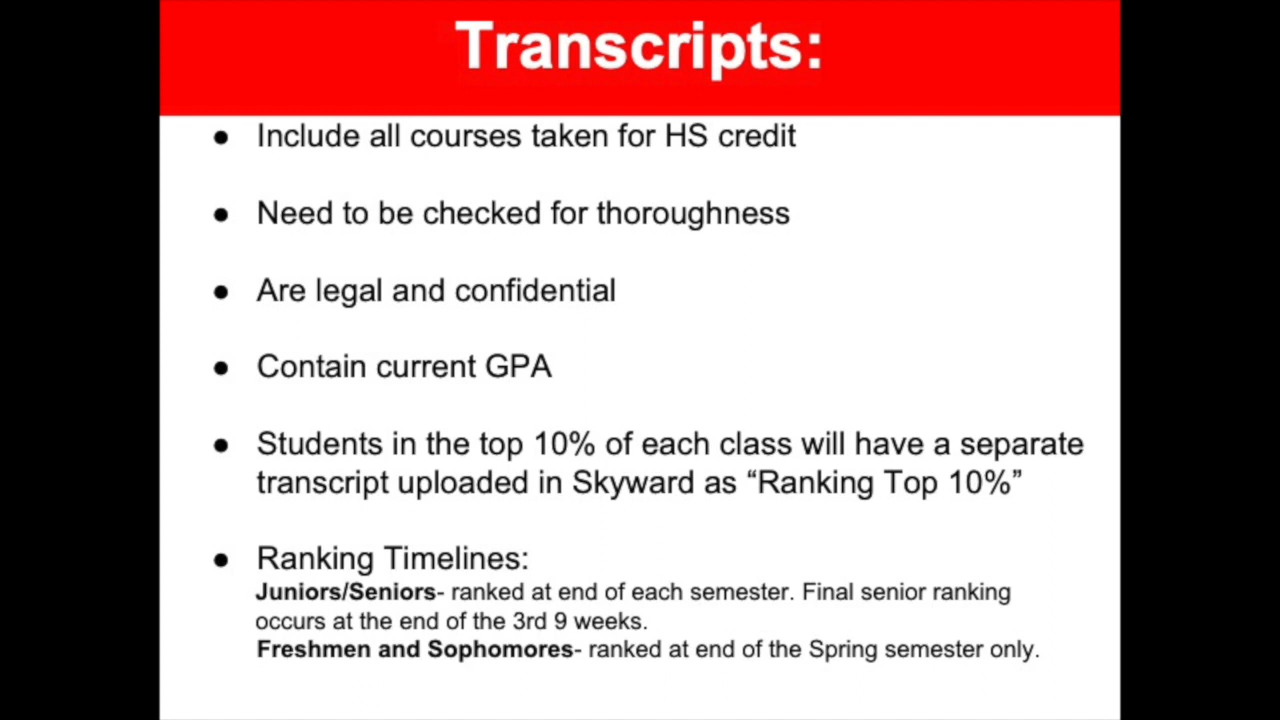 Transcripts:
● Include all courses taken for HS credit
● Need to be checked for thoroughness
● Are legal and confidential
● Contain current GPA
● Students in the top 10% of each class will have a separate
transcript uploaded in Skyward as “Ranking Top 10%”
● Ranking Timelines:
Juniors/Seniors- ranked at end of each semester. Final senior ranking
occurs at the end of the 3rd 9 weeks.
Freshmen and Sophomores- ranked at end of the Spring semester only.